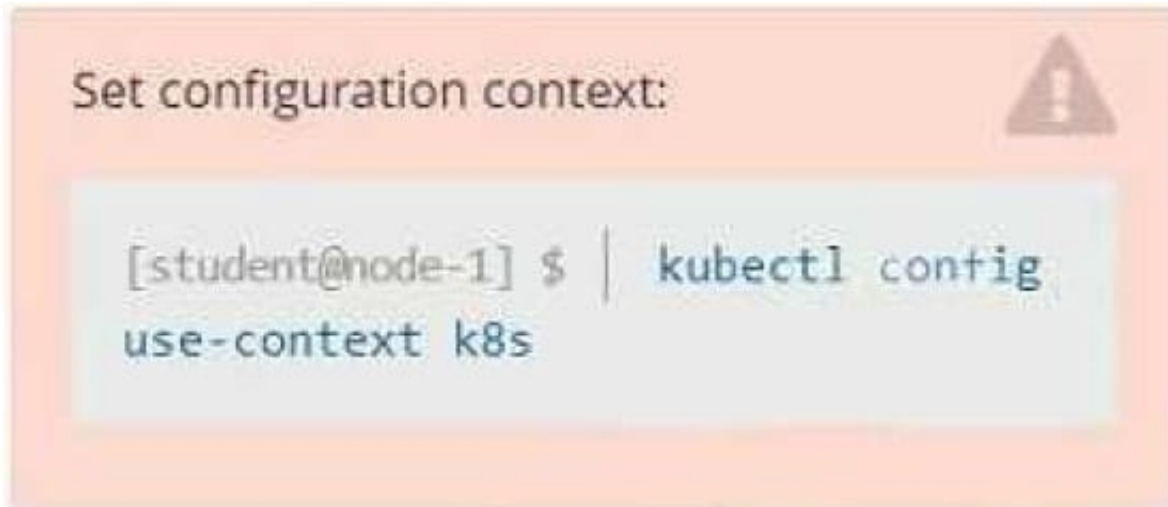 Set configuration context:
[student@node-1] $ | kubectl config
use-context k8s